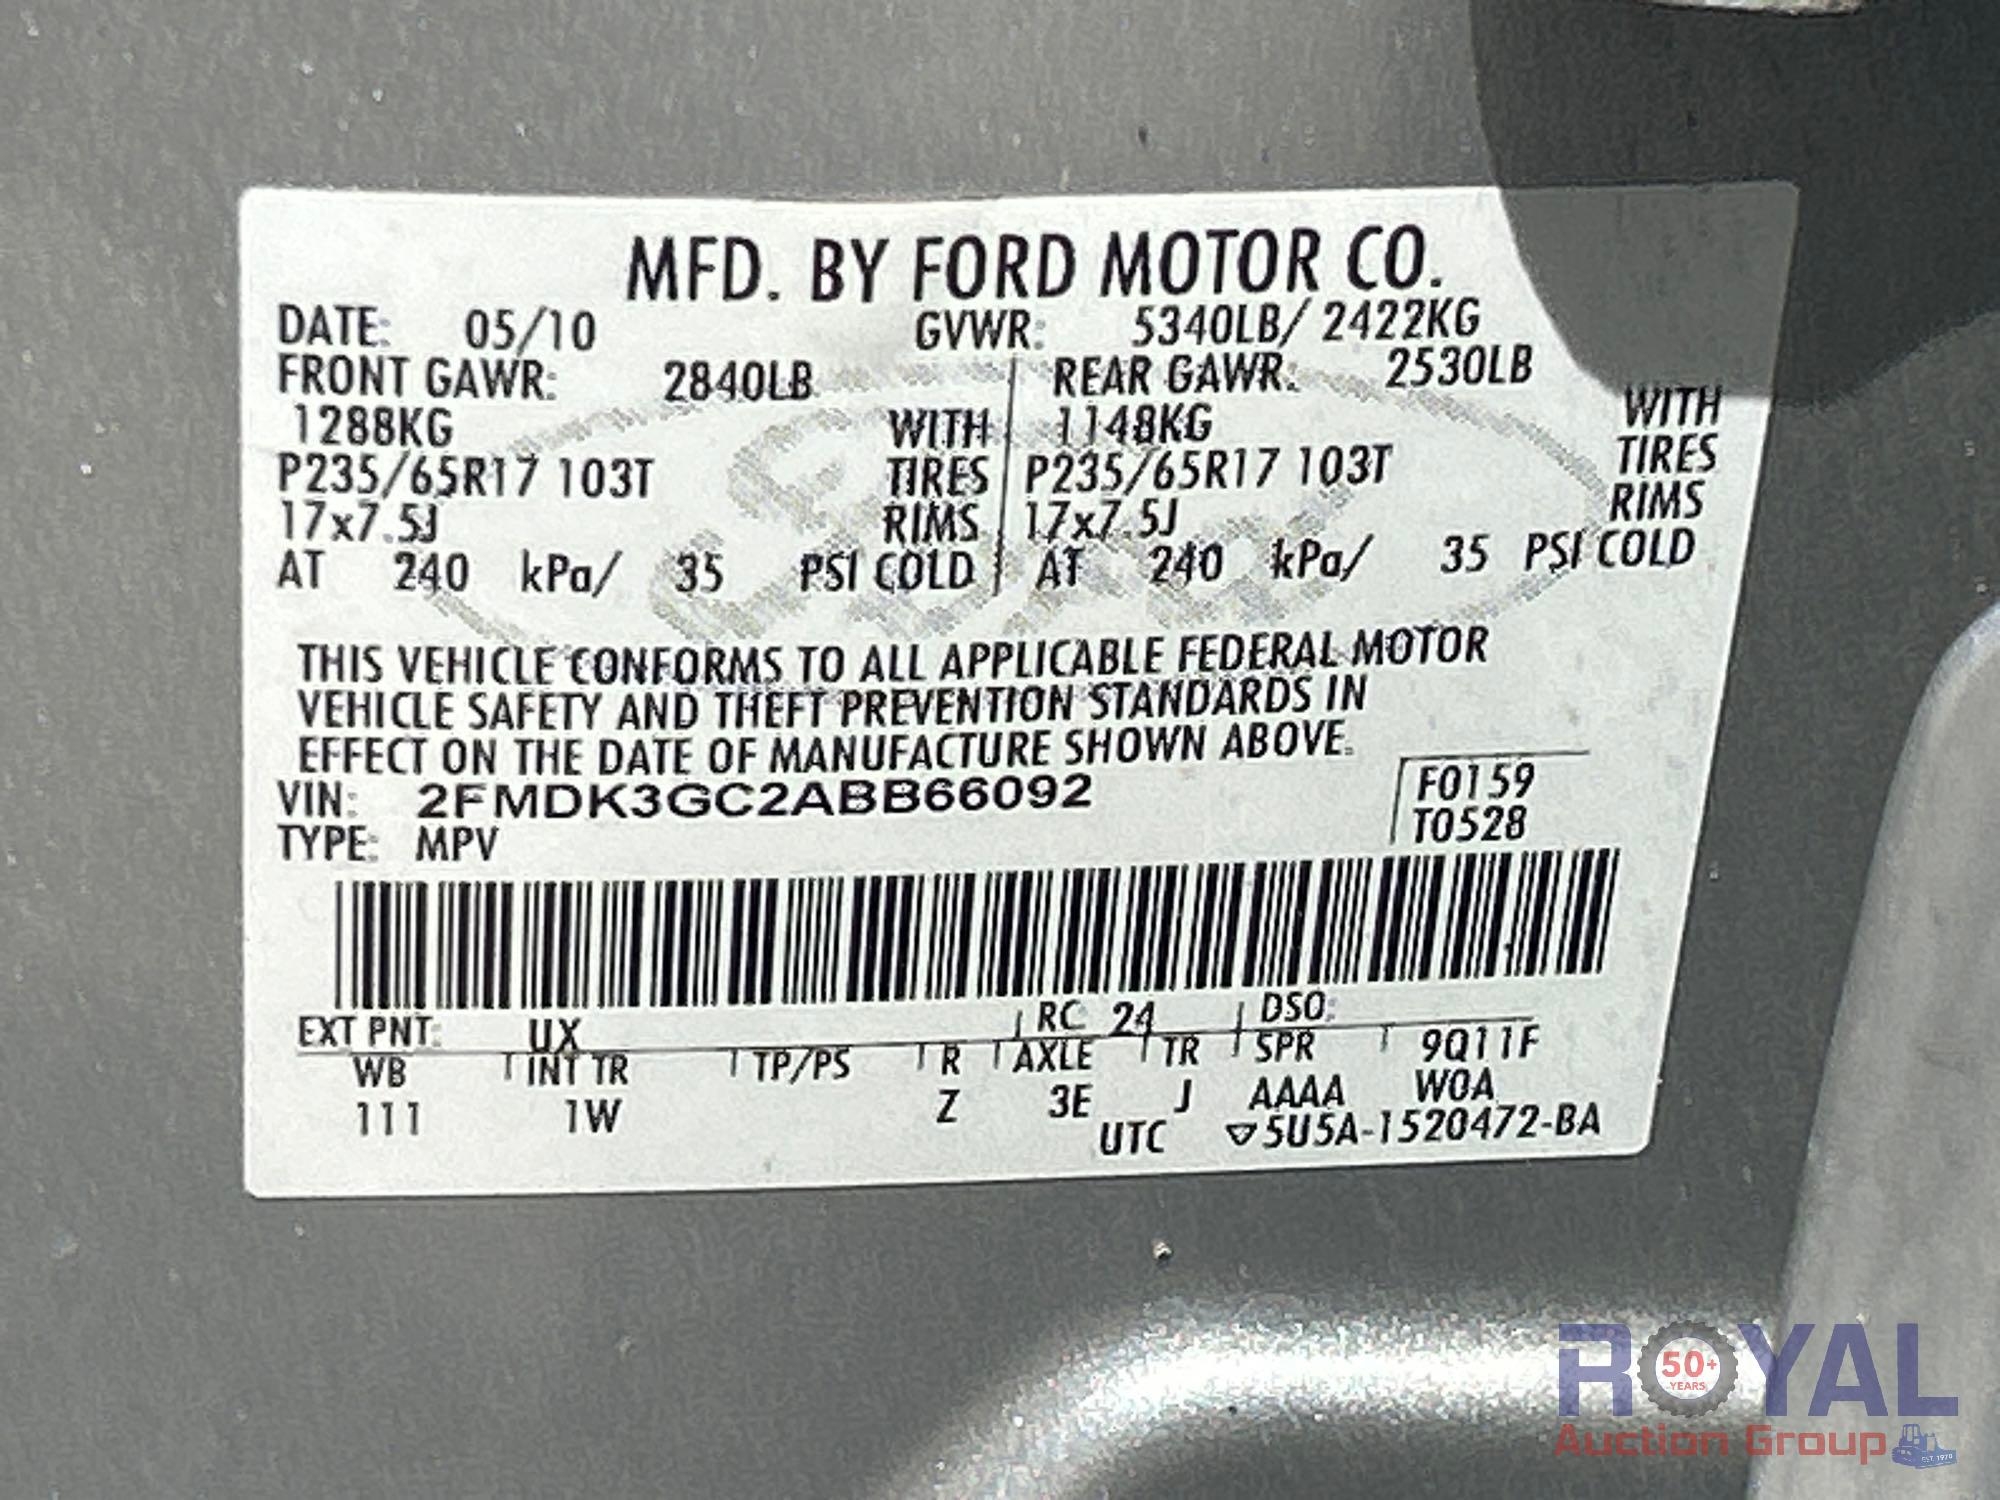 MFD. BY FORD MOTOR CO.
DATE: 05/10 GVWR: 5340LB/ 2422KG
FRONT GAWR: 2840LB REAR GAWR: 2530LB
1288KG WITH 1148KG WITH
P235/65R17 103T TIRES P235/65R17 103T TIRES
17x7.5J RIMS 17x7.5J RIMS
AT 240 kPa/ 35 PSI COLD AT 240 kPa/ 35 PSI COLD
THIS VEHICLE CONFORMS TO ALL APPLICABLE FEDERAL MOTOR
VEHICLE SAFETY AND THEFT PREVENTION STANDARDS IN
EFFECT ON THE DATE OF MANUFACTURE SHOWN ABOVE.
VIN: 2FMDK3GC2ABB66092 F0159
TYPE: MPV T0528
EXT PNT: UX RC 24 DSO:
WB INT TR TP/PS R AXLE TR SPR 9Q11F
111 1W Z 3E J AAAA W0A
UTC ▽5U5A-1520472-BA
ROYAL
50+
YEARS
Auction Group
EST. 1970